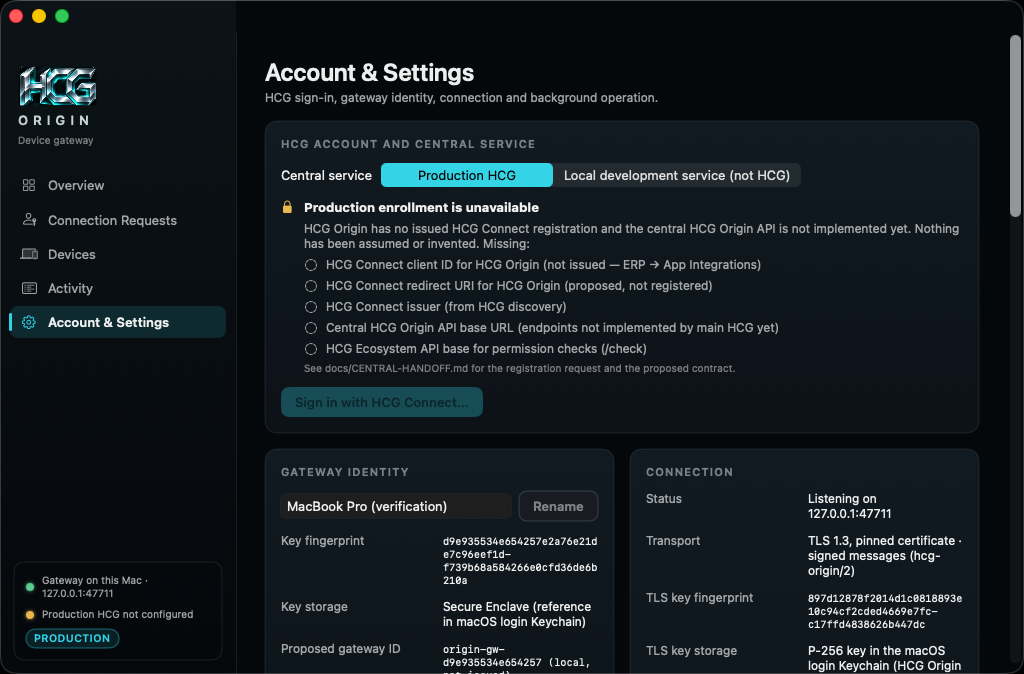 HCG
ORIGIN
Device gateway
Overview
Connection Requests
Devices
Activity
Account & Settings
Gateway on this Mac ·
127.0.0.1:47711
Production HCG not configured
PRODUCTION
Account & Settings
HCG sign-in, gateway identity, connection and background operation.
HCG ACCOUNT AND CENTRAL SERVICE
Central service
Production HCG
Local development service (not HCG)
Production enrollment is unavailable
HCG Origin has no issued HCG Connect registration and the central HCG Origin API is not implemented yet. Nothing
has been assumed or invented. Missing:
HCG Connect client ID for HCG Origin (not issued — ERP → App Integrations)
HCG Connect redirect URI for HCG Origin (proposed, not registered)
HCG Connect issuer (from HCG discovery)
Central HCG Origin API base URL (endpoints not implemented by main HCG yet)
HCG Ecosystem API base for permission checks (/check)
See docs/CENTRAL-HANDOFF.md for the registration request and the proposed contract.
Sign in with HCG Connect...
GATEWAY IDENTITY
MacBook Pro (verification)
Rename
Key fingerprint
d9e935534e654257e2a76e21d
e7c96eef1d-
f739b68a584266e0cfd36de6b
210a
Key storage
Secure Enclave (reference
in macOS login Keychain)
Proposed gateway ID
origin-gw-
d9e935534e654257 (local,
not issued)
CONNECTION
Status
Listening on
127.0.0.1:47711
Transport
TLS 1.3, pinned certificate ·
signed messages (hcg-
origin/2)
TLS key fingerprint
897d12878f2014d1c0818893e
10c94cf2cded4669e7fc-
c17ffd4838626b447dc
TLS key storage
P-256 key in the macOS
login Keychain (HCG Origin